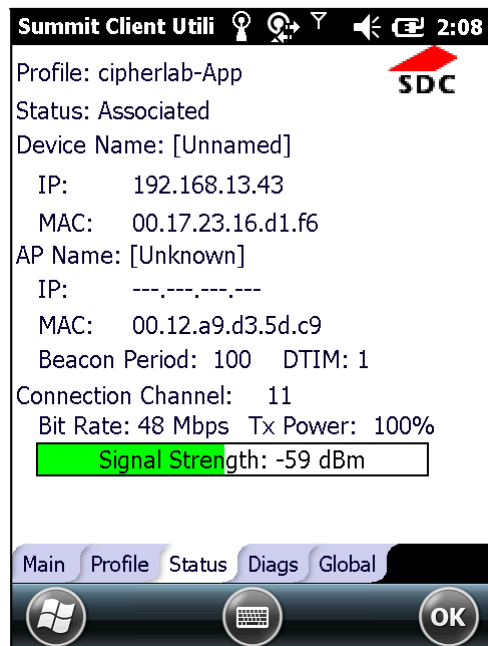 Summit Client Utili 2:08
Profile: cipherlab-App
SDC
Status: Associated
Device Name: [Unnamed]
IP: 192.168.13.43
MAC: 00.17.23.16.d1.f6
AP Name: [Unknown]
IP: ---.---.---.---
MAC: 00.12.a9.d3.5d.c9
Beacon Period: 100 DTIM: 1
Connection Channel: 11
Bit Rate: 48 Mbps Tx Power: 100%
Signal Strength: -59 dBm
Main Profile Status Diags Global
OK